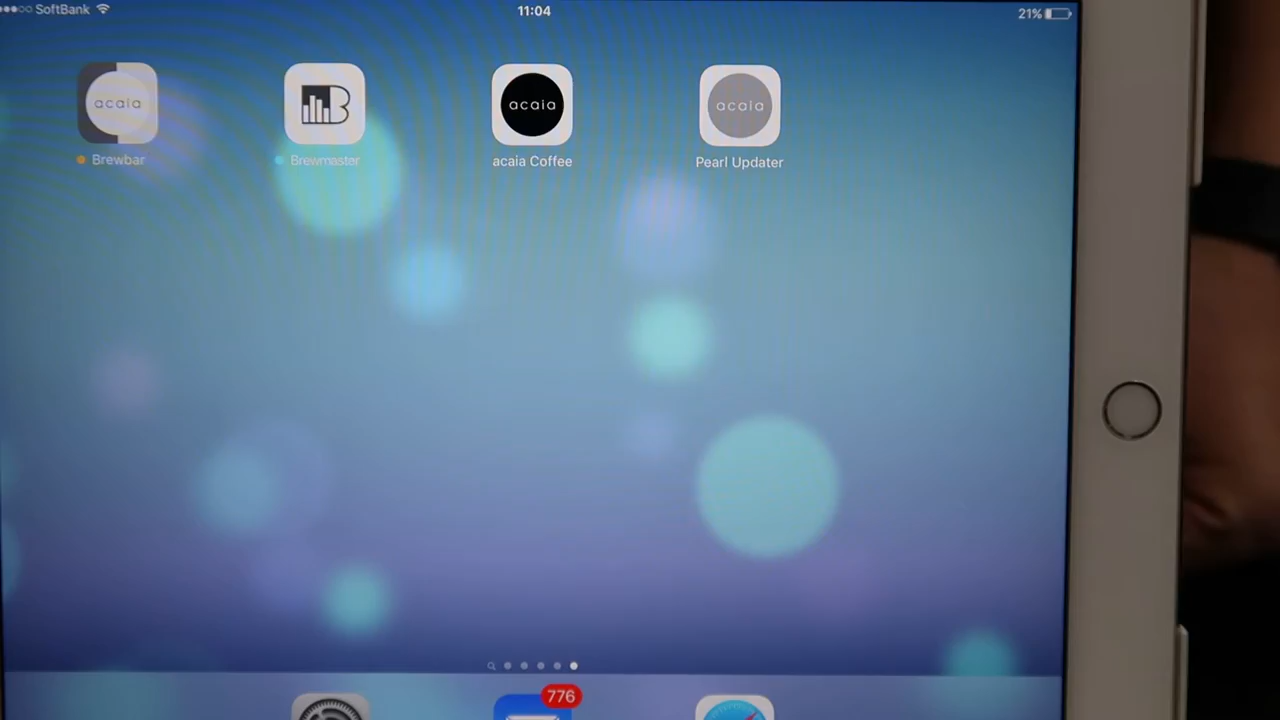 SoftBank
11:04
21%
acaia
B
acaia
acaia
Brewbar
Brewmaster
acaia Coffee
Pearl Updater
776